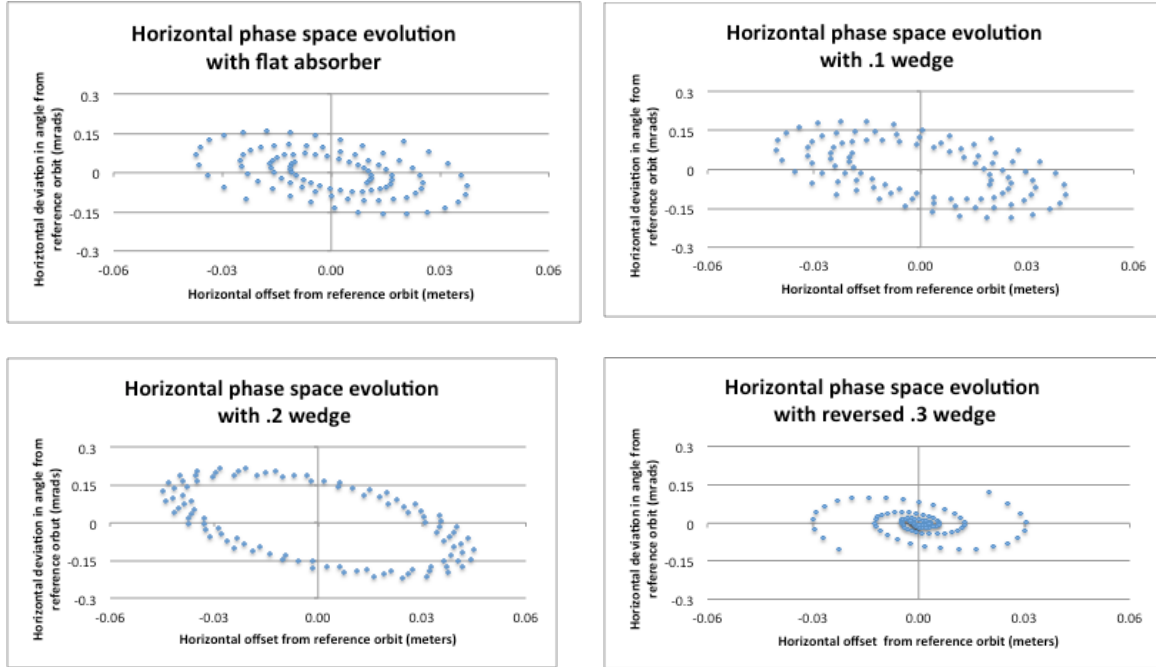 Horizontal phase space evolution
with flat absorber
Horiztontal deviation in angle from
reference orbit (mrads)
0.3
0.15
0
-0.15
-0.3
-0.06 -0.03 0.00 0.03 0.06
Horizontal offset from reference orbit (meters)
Horizontal phase space evolution
with .1 wedge
Horizontal deviation in angle from
reference orbit (mrads)
0.3
0.15
0
-0.15
-0.3
-0.06 -0.03 0.00 0.03 0.06
Horizontal offset from reference orbit (meters)
Horizontal phase space evolution
with .2 wedge
Horizontal deviation in angle from
reference orbut (mrads)
0.3
0.15
0
-0.15
-0.3
-0.06 -0.03 0.00 0.03 0.06
Horizontal offset from reference orbit (meters)
Horizontal phase space evolution
with reversed .3 wedge
Horizontal deviation in angle from
reference orbit (mrads)
0.3
0.15
0
-0.15
-0.3
-0.06 -0.03 0.00 0.03 0.06
Horizontal offset from reference orbit (meters)